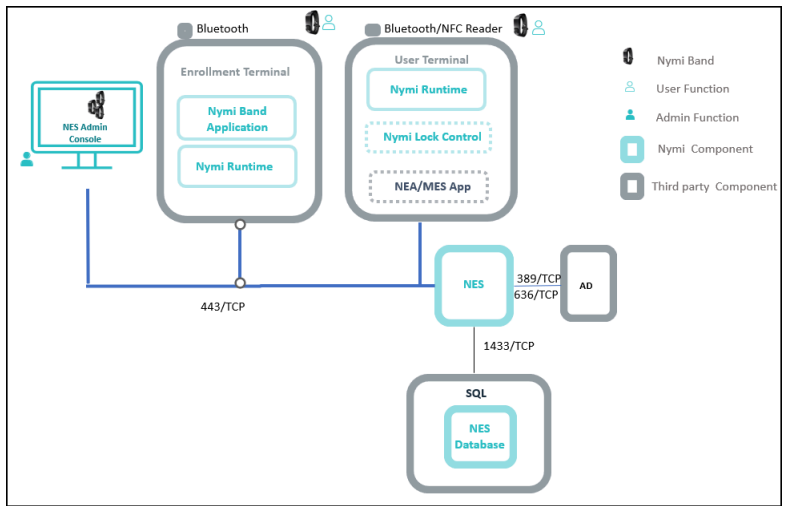 Bluetooth
Bluetooth/NFC Reader
Enrollment Terminal
Nymi Band
Application
Nymi Runtime
User Terminal
Nymi Runtime
Nymi Lock Control
NEA/MES App
NES Admin
Console
Nymi Band
User Function
Admin Function
Nymi Component
Third party Component
443/TCP
NES
389/TCP
636/TCP
AD
1433/TCP
SQL
NES
Database